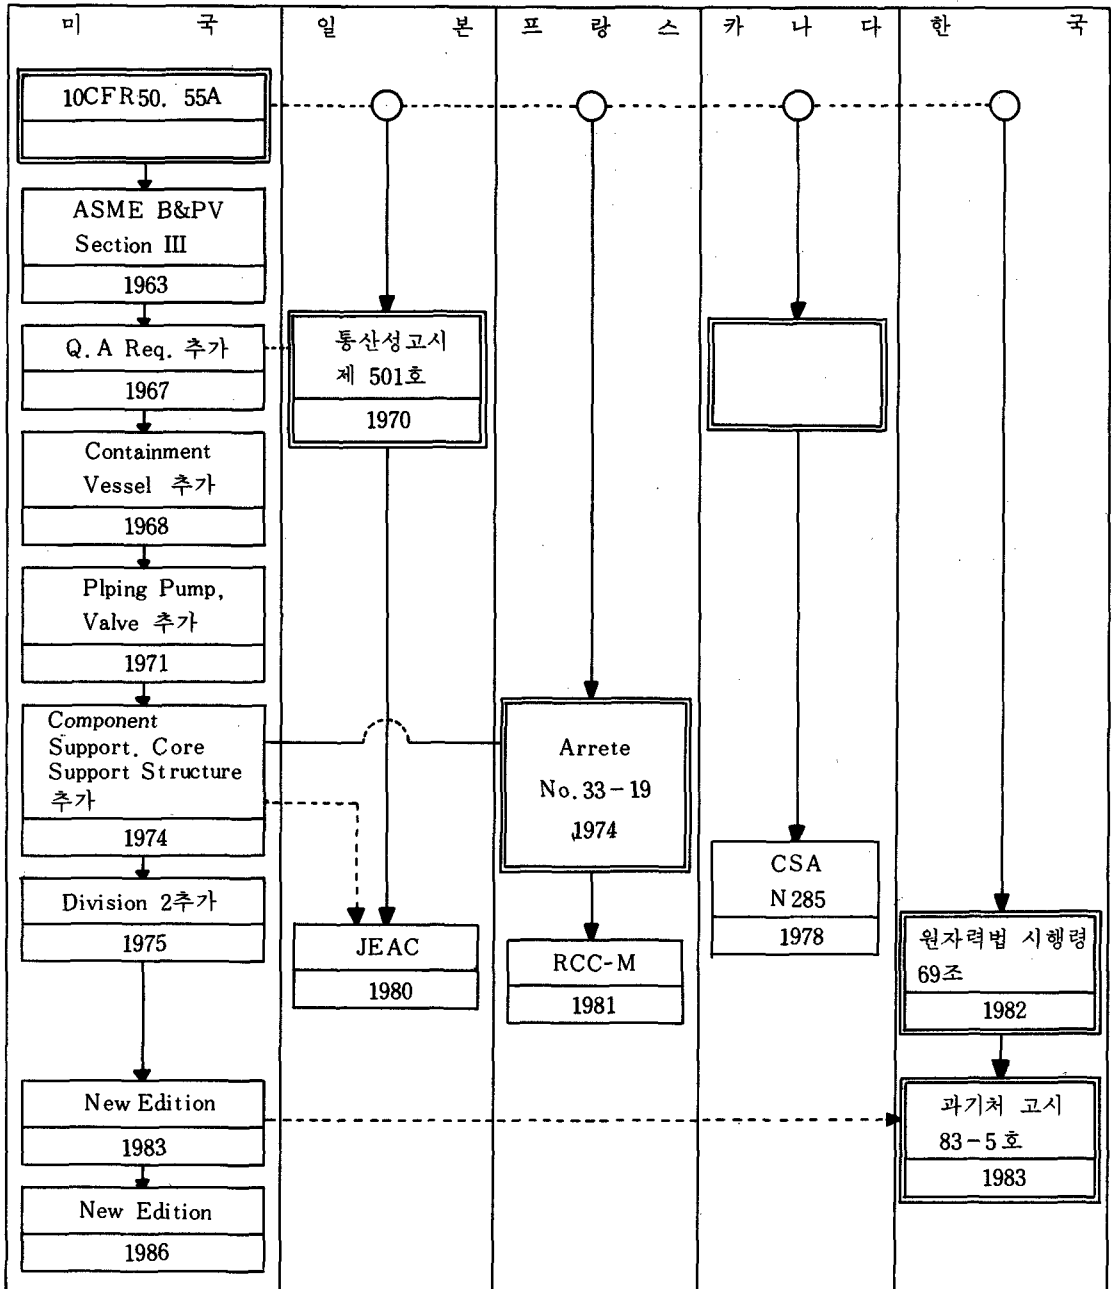 미 국
일 본
프 랑 스
카 나 다
한 국
10CFR50. 55A
ASME B&PV
Section III
1963
Q.A Req. 추가
1967
Containment
Vessel 추가
1968
Plping Pump,
Valve 추가
1971
Component
Support. Core
Support Structure
추가
1974
Division 2추가
1975
New Edition
1983
New Edition
1986
통산성고시
제 501호
1970
JEAC
1980
Arrete
No.33-19
1974
RCC-M
1981
CSA
N285
1978
원자력법 시행령
69조
1982
과기처 고시
83-5호
1983